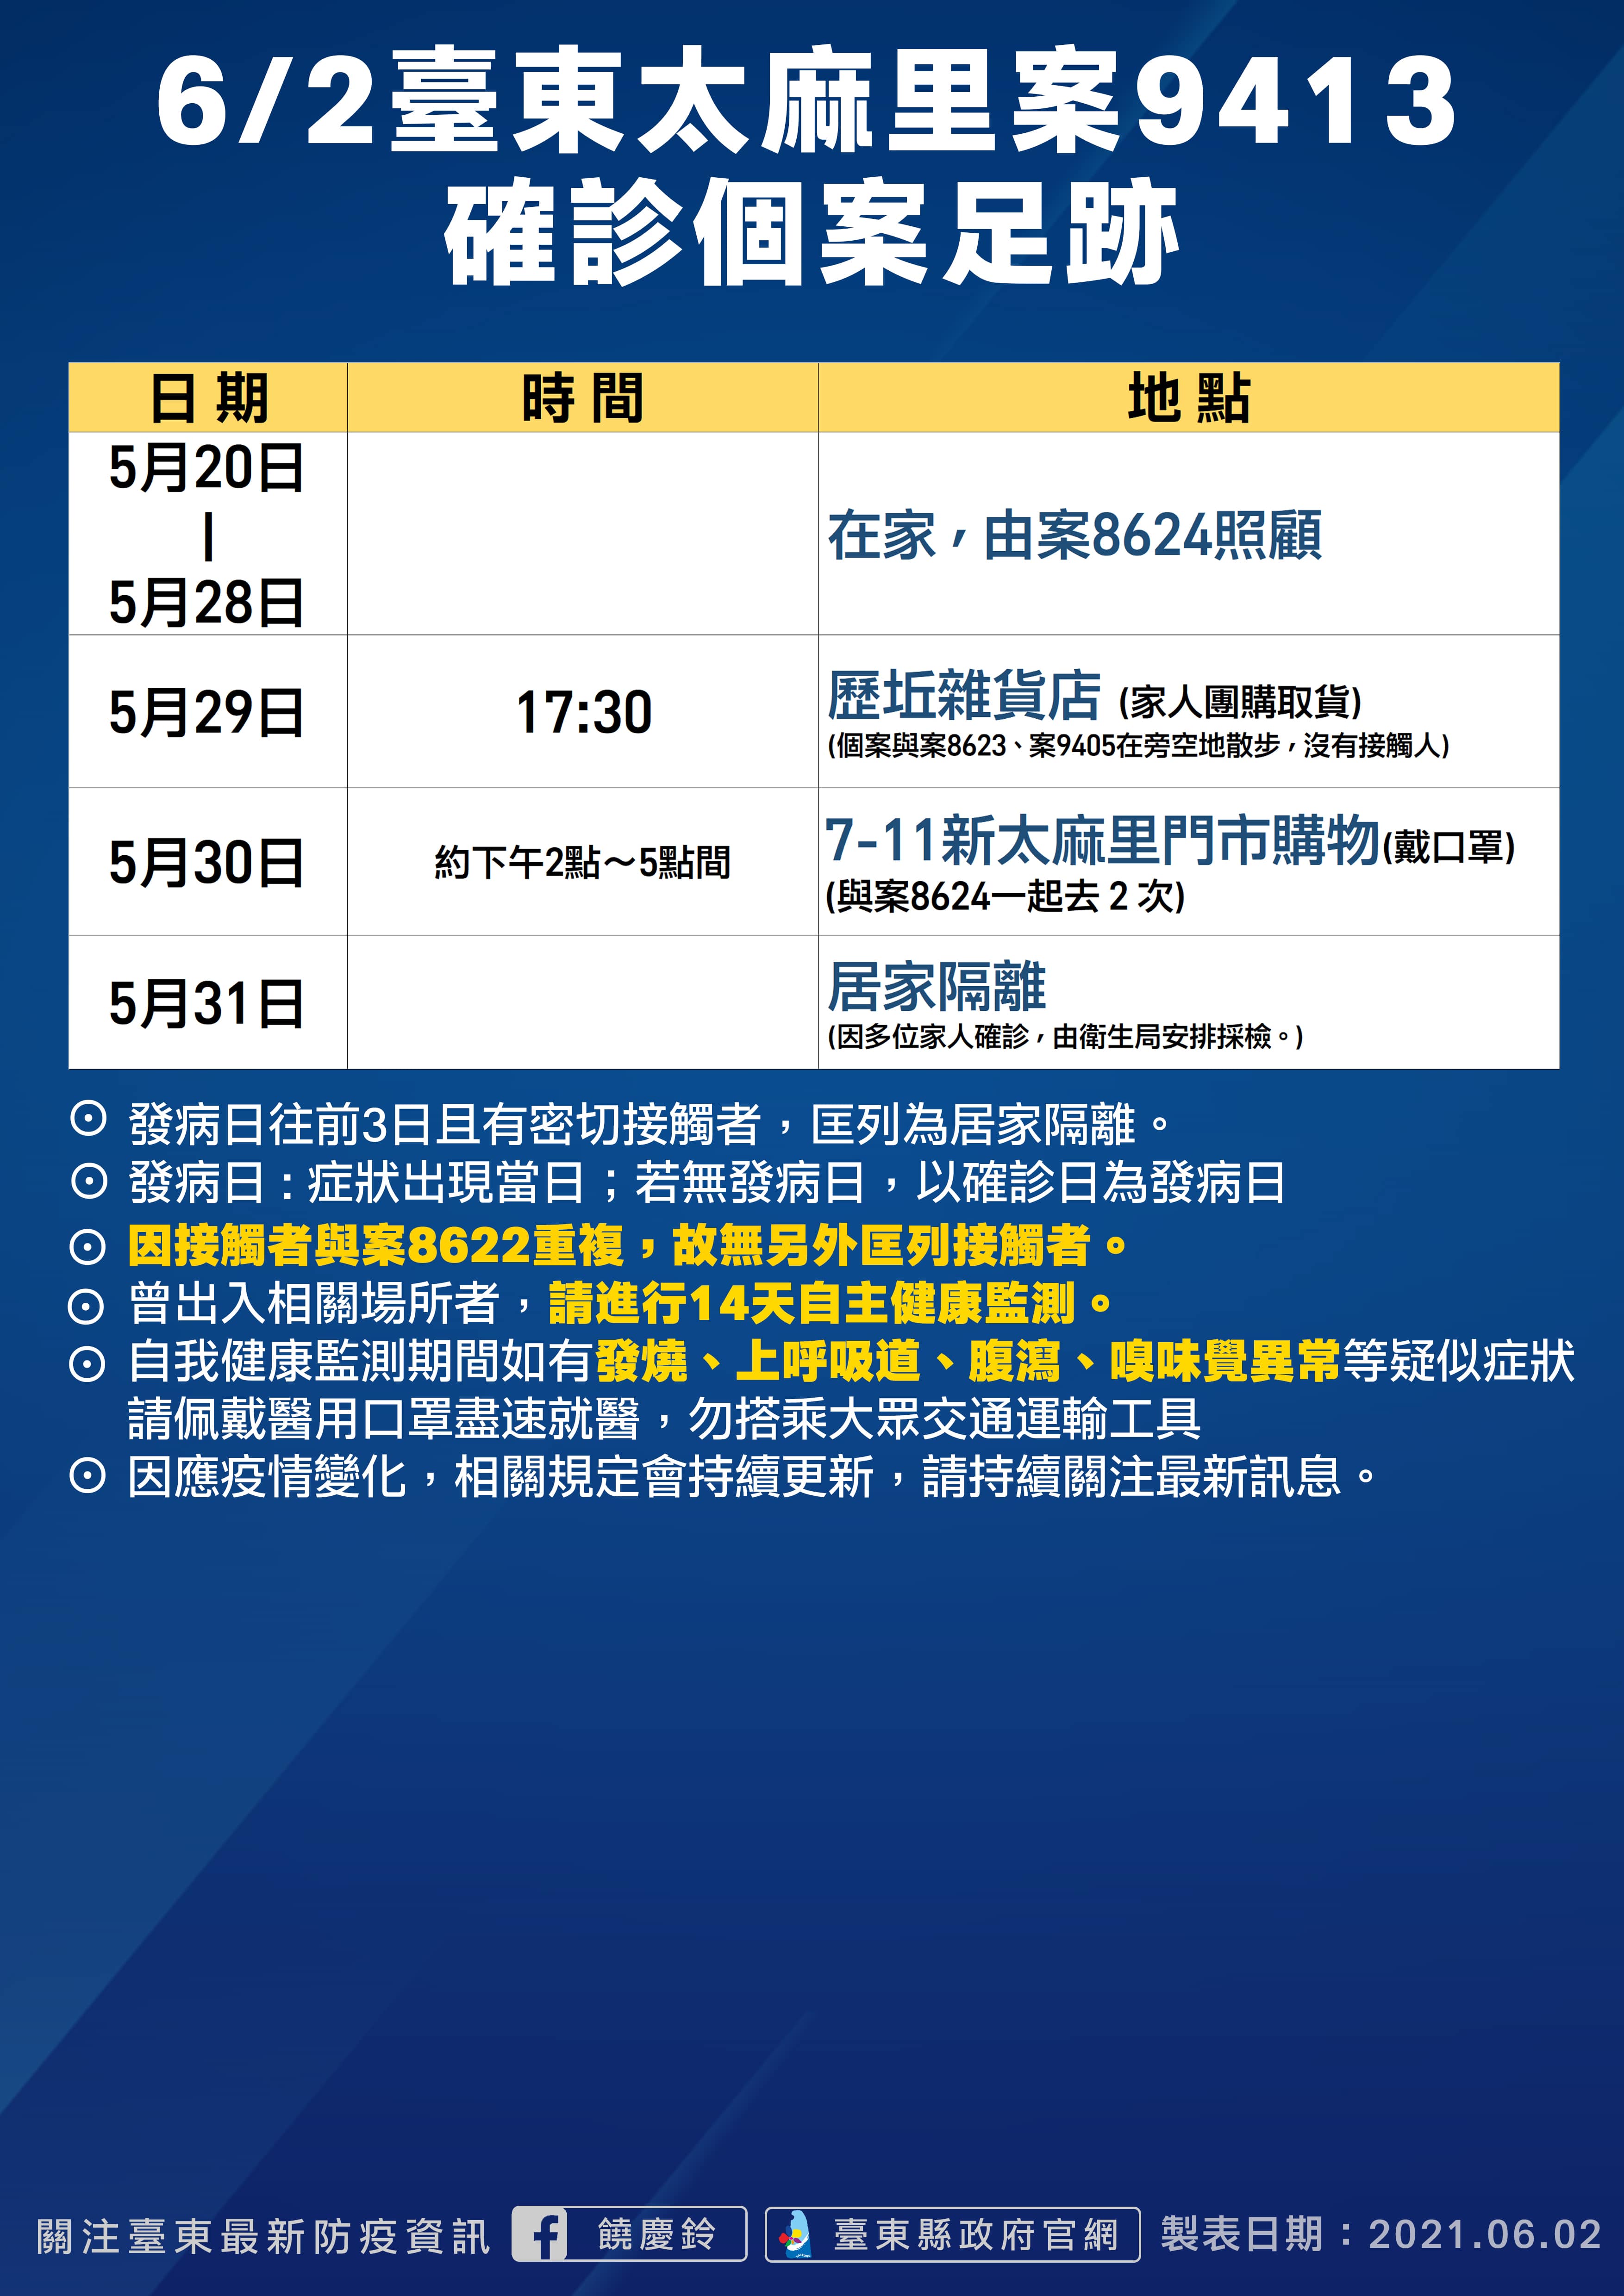 6/2臺東太麻里案9413
確診個案足跡
日期 時間 地點
5月20日
|
5月28日
在家，由案8624照顧
5月29日 17:30
歷坵雜貨店 (家人團購取貨)
(個案與案8623、案9405在旁空地散步，沒有接觸人)
5月30日 約下午2點～5點間
7-11新太麻里門市購物(戴口罩)
(與案8624一起去 2 次)
5月31日
居家隔離
(因多位家人確診，由衛生局安排採檢。)
⊙ 發病日往前3日且有密切接觸者，匡列為居家隔離。
⊙ 發病日：症狀出現當日；若無發病日，以確診日為發病日
⊙ 因接觸者與案8622重複，故無另外匡列接觸者。
⊙ 曾出入相關場所者，請進行14天自主健康監測。
⊙ 自我健康監測期間如有發燒、上呼吸道、腹瀉、嗅味覺異常等疑似症狀
請佩戴醫用口罩盡速就醫，勿搭乘大眾交通運輸工具
⊙ 因應疫情變化，相關規定會持續更新，請持續關注最新訊息。
關注臺東最新防疫資訊 f 饒慶鈴 臺東縣政府官網 製表日期：2021.06.02